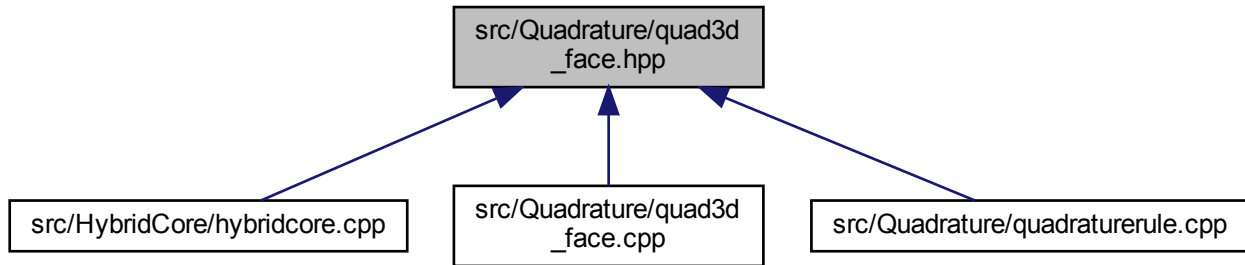 src/Quadrature/quad3d
_face.hpp
src/HybridCore/hybridcore.cpp
src/Quadrature/quad3d
_face.cpp
src/Quadrature/quadraturerule.cpp